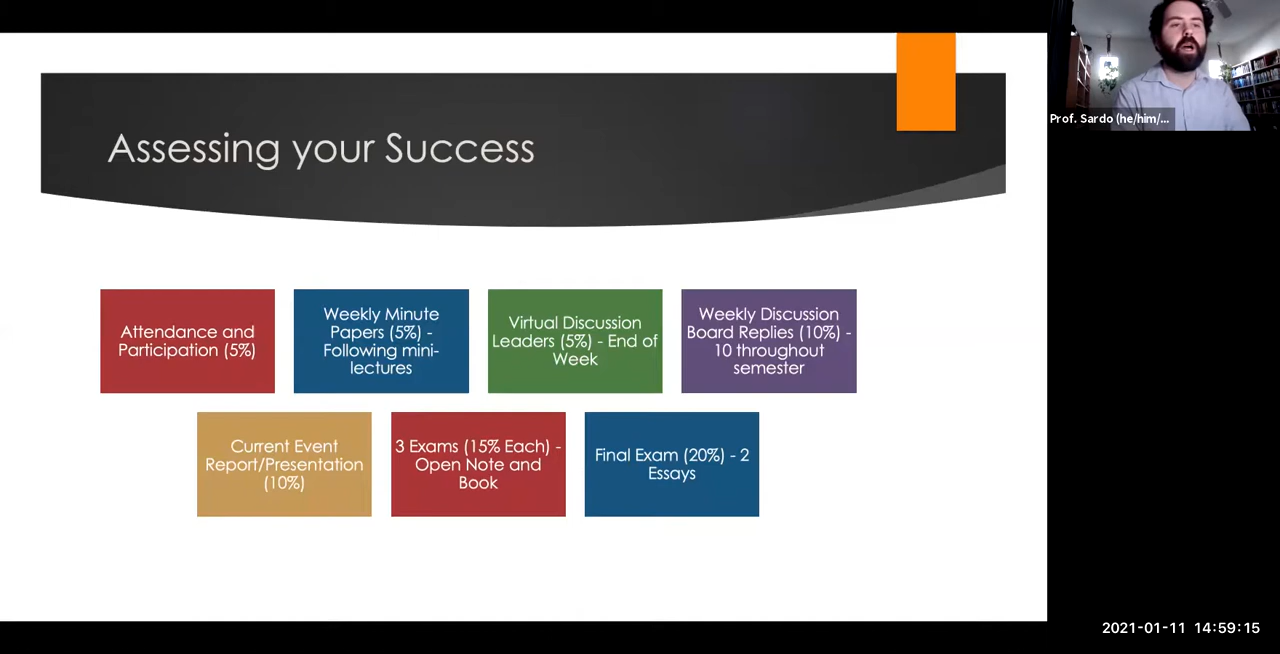 Assessing your Success
Prof. Sardo (he/him/...
Attendance and
Participation (5%)
Weekly Minute
Papers (5%) -
Following mini-
lectures
Virtual Discussion
Leaders (5%) - End of
Week
Weekly Discussion
Board Replies (10%) -
10 throughout
semester
Current Event
Report/Presentation
(10%)
3 Exams (15% Each) -
Open Note and
Book
Final Exam (20%) - 2
Essays
2021-01-11 14:59:15